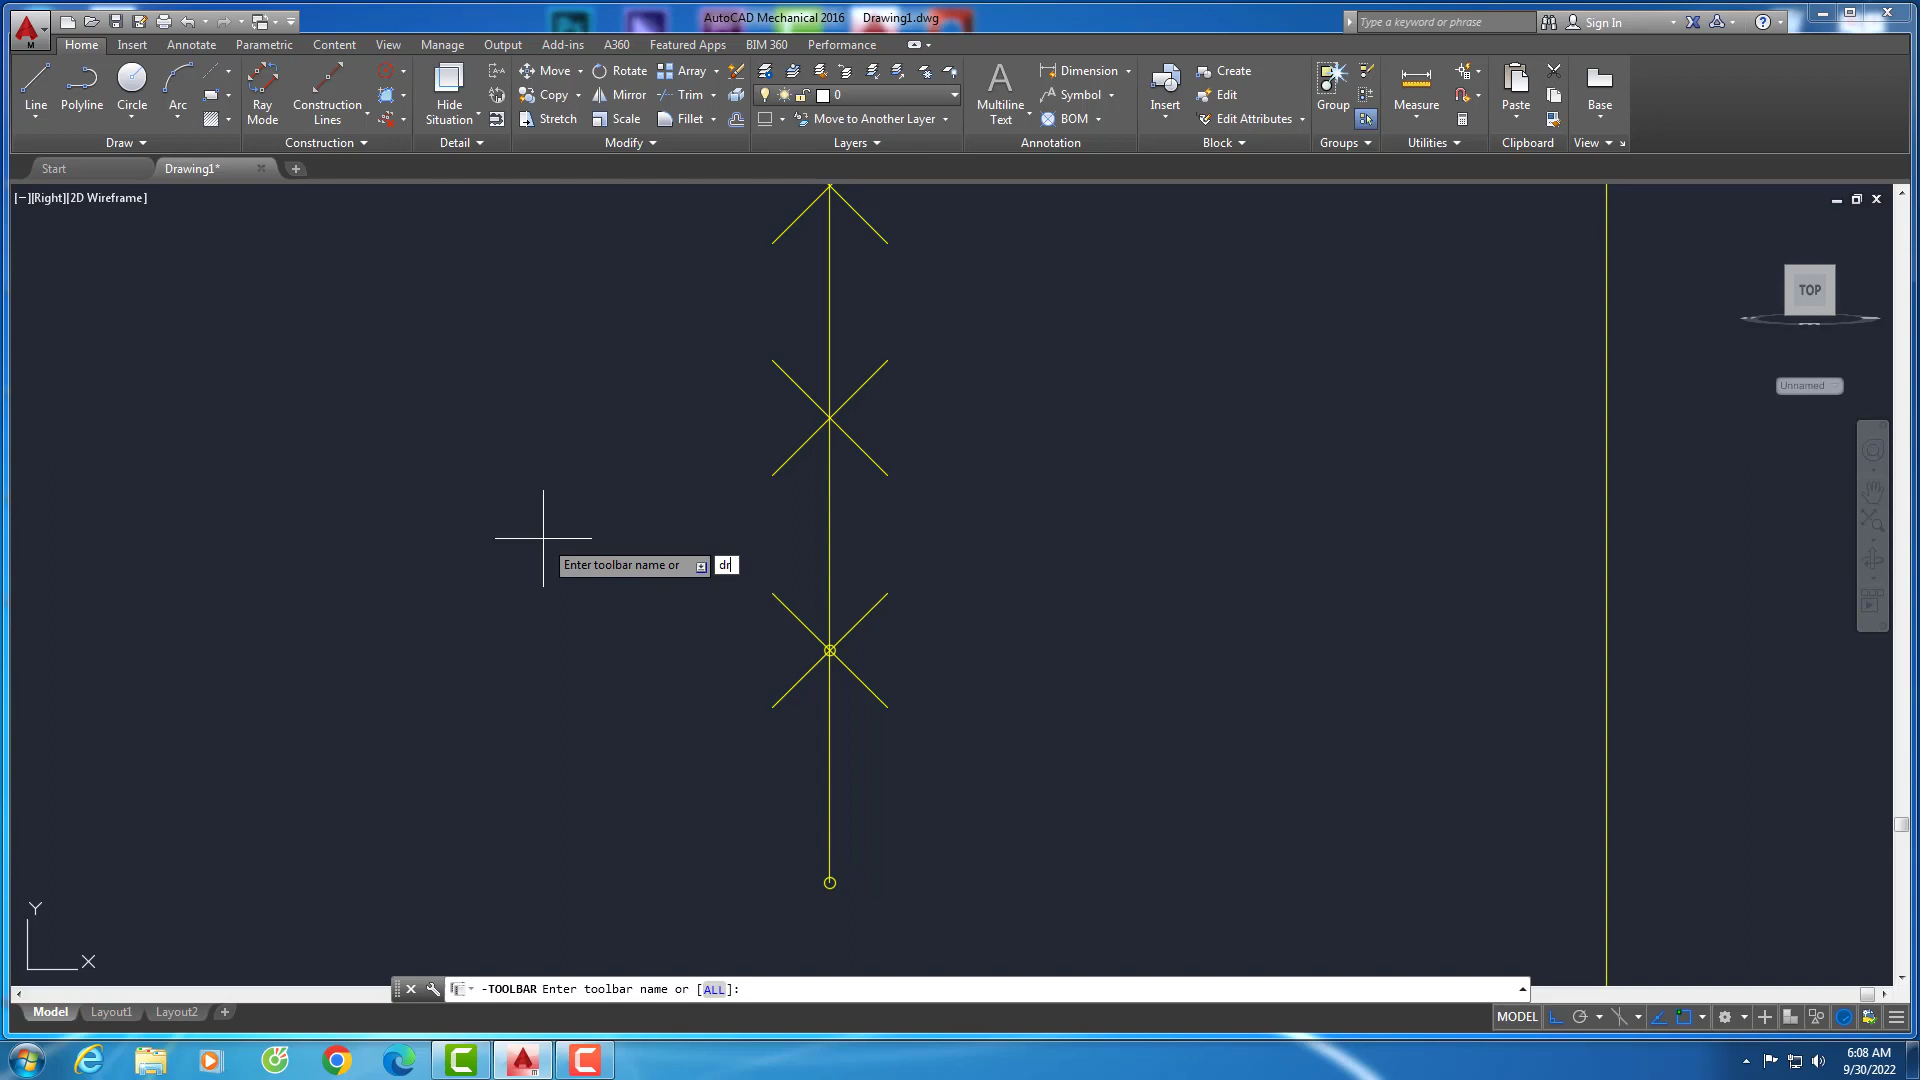 AutoCAD Mechanical 2016 Drawing1.dwg
Type a keyword or phrase
Sign In
M
Home Insert Annotate Parametric Content View Manage Output Add-ins A360 Featured Apps BIM 360 Performance
Line Polyline Circle Arc
Ray Mode
Construction Lines
Hide Situation
Move Rotate Array
Copy Mirror Trim
Stretch Scale Fillet
0
Move to Another Layer
Multiline Text
Dimension
Symbol
BOM
Insert
Create
Edit
Edit Attributes
Group
Measure
Paste
Base
Draw Construction Detail Modify Layers Annotation Block Groups Utilities Clipboard View
Start Drawing1*
[−][Right][2D Wireframe]
TOP
Unnamed
Enter toolbar name or dr
Y
X
-TOOLBAR Enter toolbar name or [ALL]:
Model Layout1 Layout2
MODEL
6:08 AM
9/30/2022